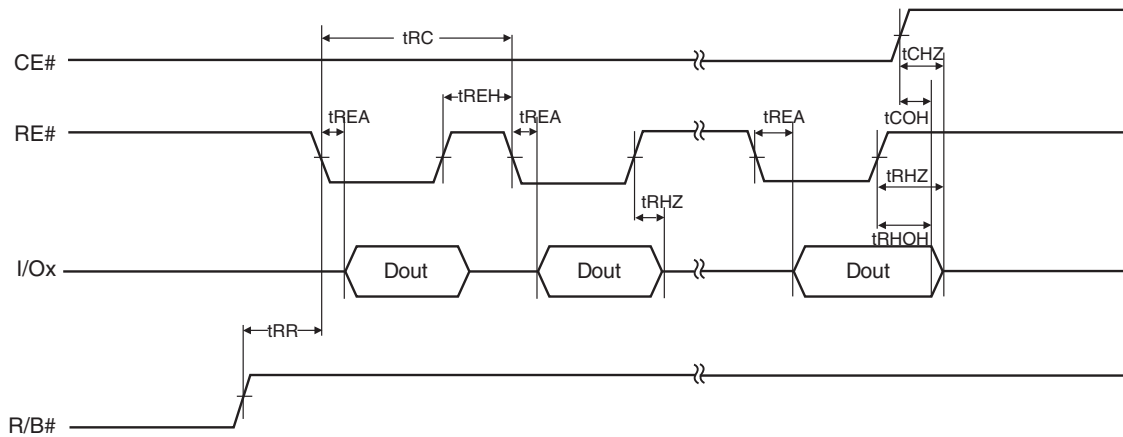 tRC
tCHZ
CE#
tREH
tREA
tREA
tREA
tCOH
RE#
tRHZ
tRHZ
tRHOH
I/Ox
Dout
Dout
Dout
tRR
R/B#